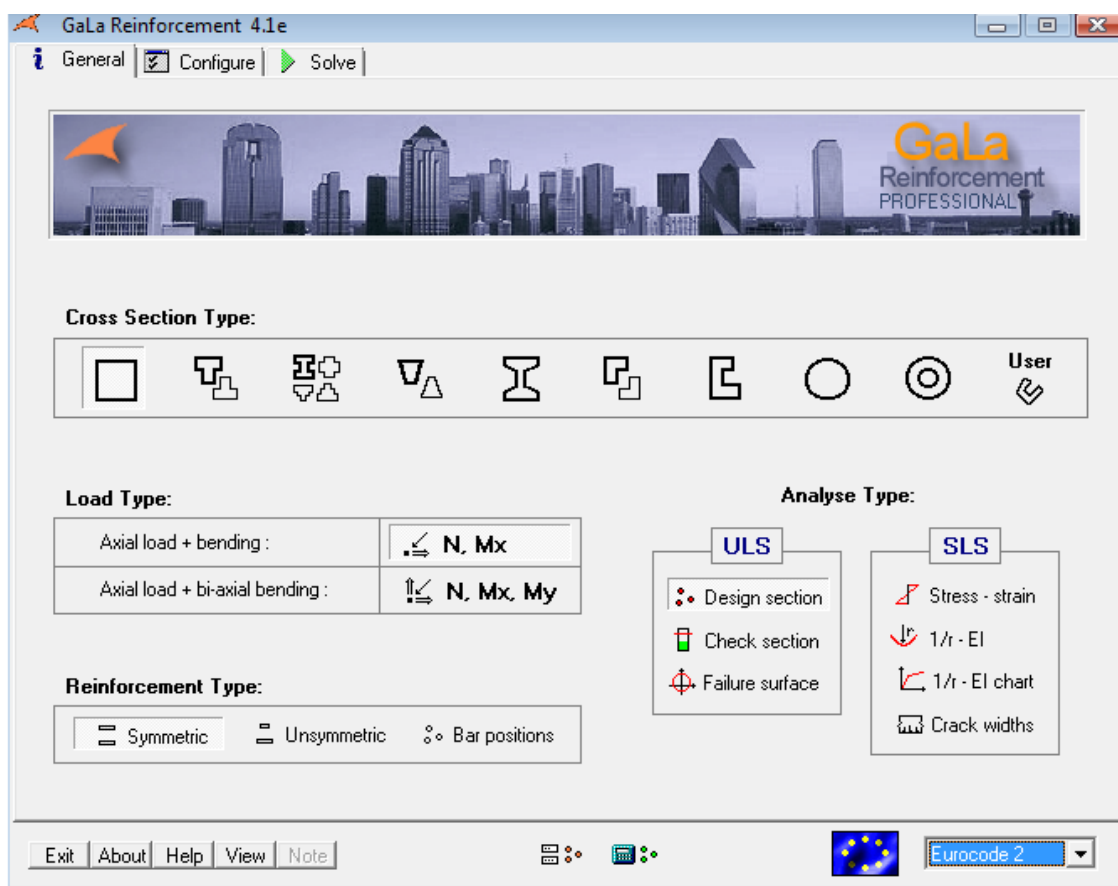 GaLa Reinforcement 4.1e
General Configure Solve
GaLa
Reinforcement
PROFESSIONAL
Cross Section Type:
User
Load Type:
Axial load + bending : N, Mx
Axial load + bi-axial bending : N, Mx, My
Reinforcement Type:
Symmetric Unsymmetric Bar positions
Analyse Type:
ULS
Design section
Check section
Failure surface
SLS
Stress - strain
1/r - EI
1/r - EI chart
Crack widths
Exit About Help View Note
Eurocode 2